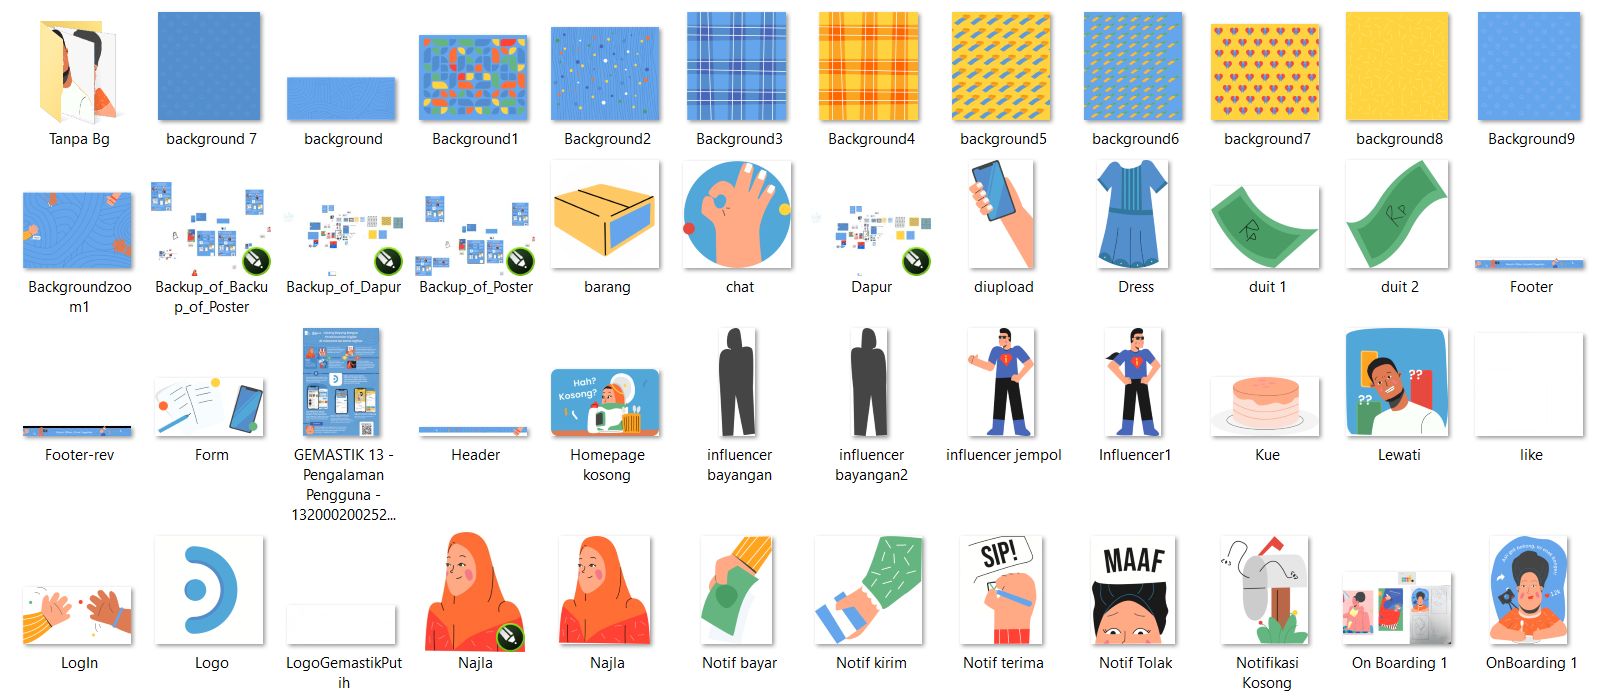 Tanpa Bg
background 7
background
Background1
Background2
Background3
Background4
background5
background6
background7
background8
Background9
Backgroundzoo
m1
Backup_of_Backu
p_of_Poster
Backup_of_Dapur
Backup_of_Poster
barang
chat
Dapur
diupload
Dress
Rp
duit 1
Rp
duit 2
Footer
Footer-rev
Form
GEMASTIK 13 -
Pengalaman
Pengguna -
132000200252...
Header
Hah?
Kosong?
Homepage
kosong
influencer
bayangan
influencer
bayangan2
influencer jempol
Influencer1
Kue
??
??
Lewati
like
LogIn
Logo
LogoGemastikPut
ih
Najla
Najla
Notif bayar
Notif kirim
SIP!
Notif terima
MAAF
Notif Tolak
Notifikasi
Kosong
On Boarding 1
OnBoarding 1